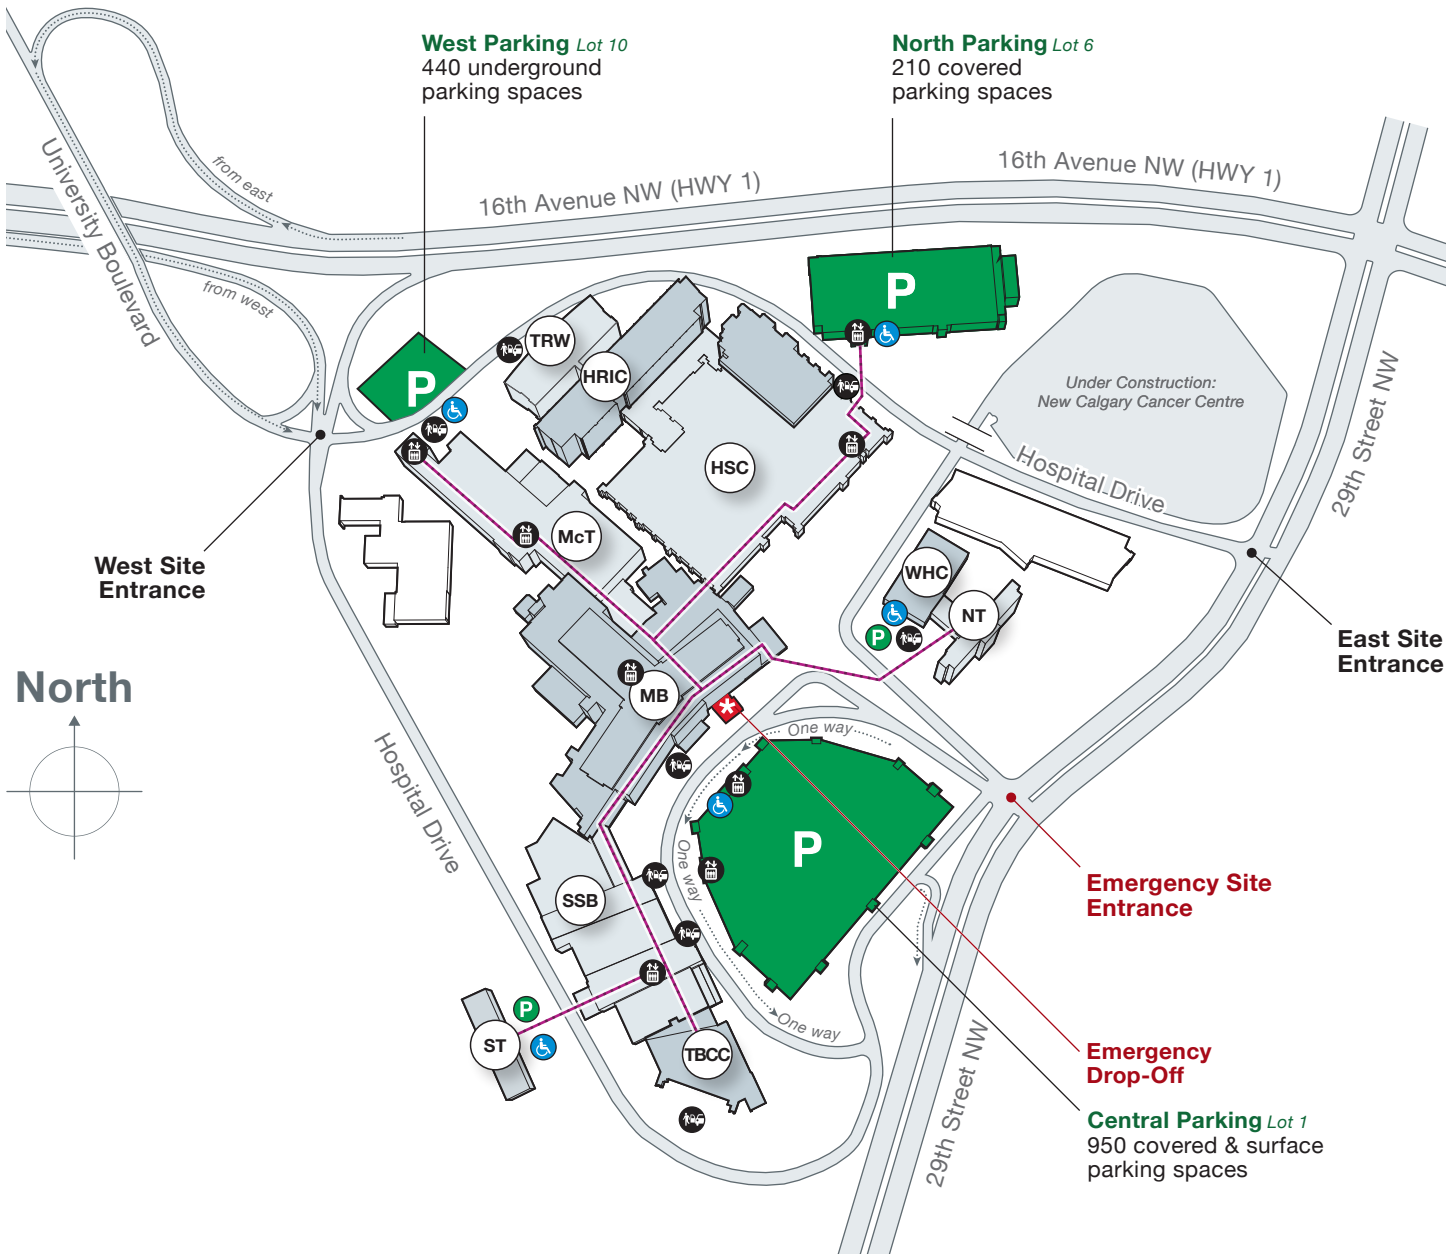 West Parking Lot 10
440 underground
parking spaces
North Parking Lot 6
210 covered
parking spaces
16th Avenue NW (HWY 1)
16th Avenue NW (HWY 1)
University Boulevard
from east
from west
P
P
TRW
HRIC
HSC
McT
Under Construction:
New Calgary Cancer Centre
29th Street NW
Hospital Drive
West Site
Entrance
WHC
NT
P
East Site
Entrance
North
MB
*
One way
Hospital Drive
P
One way
SSB
Emergency Site
Entrance
P
ST
One way
TBCC
Emergency
Drop-Off
29th Street NW
Central Parking Lot 1
950 covered & surface
parking spaces